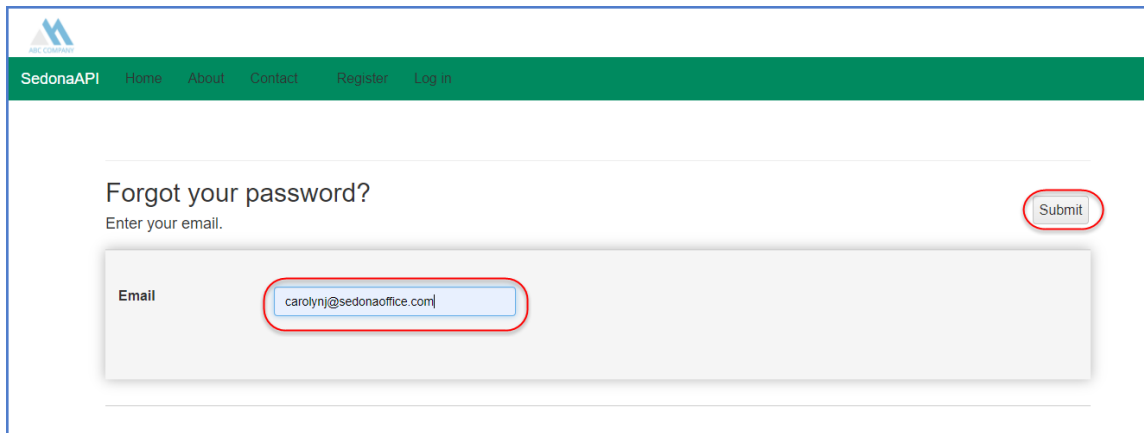 ABC COMPANY
SedonaAPI Home About Contact Register Log in
Forgot your password?
Enter your email.
Submit
Email carolynj@sedonaoffice.com